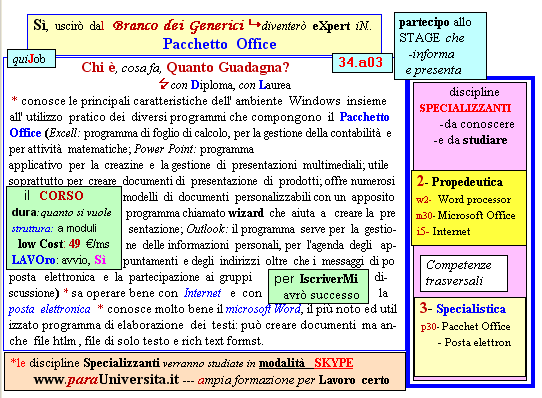 Sì, uscirò dal Branco dei Generici ↳diventerò eXpert iN.
Pacchetto Office
partecipo allo
STAGE che
-informa
e presenta
quiJob
34.a03
Chi è, cosa fa, Quanto Guadagna?
con Diploma, con Laurea
* conosce le principali caratteristiche dell' ambiente Windows insieme
all' utilizzo pratico dei diversi programmi che compongono il Pacchetto
Office (Excell: programma di foglio di calcolo, per la gestione della contabilità e
per attività matematiche; Power Point: programma
applicativo per la creazine e la gestione di presentazioni multimediali; utile
soprattutto per creare documenti di presentazione di prodotti; offre numerosi
modelli di documenti personalizzabili con un apposito
programma chiamato wizard che aiuta a creare la pre
sentazione; Outlook: il programma serve per la gestio-
ne delle informazioni personali, per l'agenda degli ap-
puntamenti e degli indirizzi oltre che i messaggi di po
posta elettronica e la partecipazione ai gruppi di-
scussione) * sa operare bene con Internet e con la
posta elettronica * conosce molto bene il microsoft Word, il più noto ed util
izzato programma di elaborazione dei testi: può creare documenti ma an-
che file htlm, file di solo testo e rich text formst.
il CORSO
dura: quanto si vuole
struttura: a moduli
low Cost: 49 €/ms
LAVOro: avvio, Sì
per IscriverMi
avrò successo
discipline
SPECIALIZZANTI
-da conoscere
-e da studiare
2- Propedeutica
w2- Word processor
m30- Microsoft Office
i5- Internet
Competenze
trasversali
3- Specialistica
p30- Pacchet Office
- Posta elettron
*le discipline Specializzanti verranno studiate in modalità SKYPE
www.paraUniversita.it --- ampia formazione per Lavoro certo